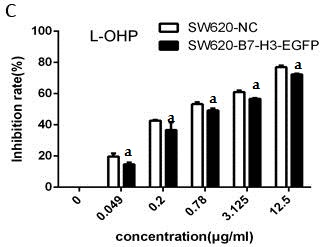 C
L-OHP
SW620-NC
SW620-B7-H3-EGFP
Inhibition rate(%)
100
80
60
40
20
0
a
a
a
a
a
0
0.049
0.2
0.78
3.125
12.5
concentration(μg/ml)